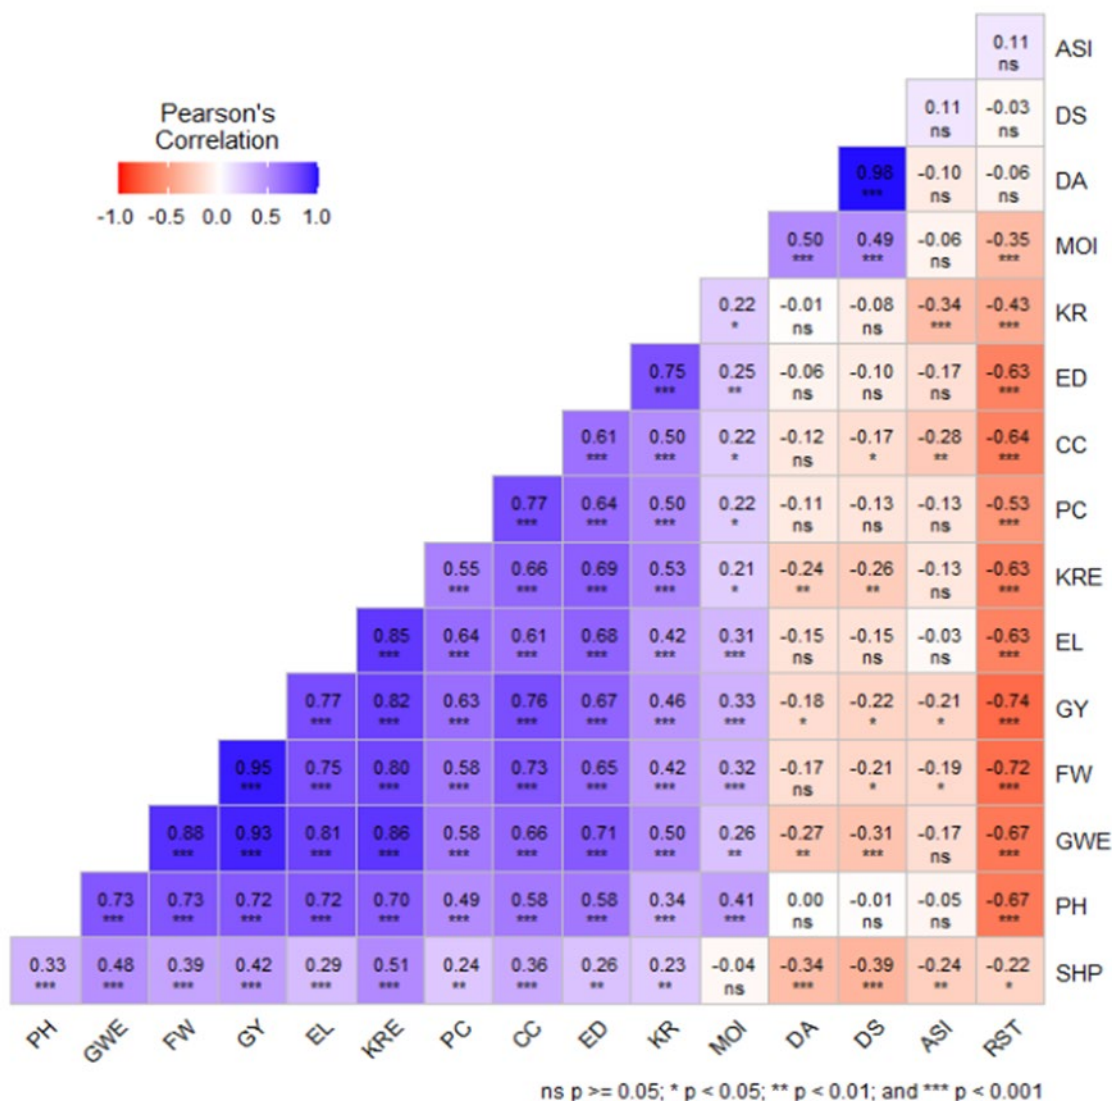 0.11 ASI
ns
Pearson's
Correlation
0.11 -0.03 DS
ns ns
0.98 -0.10 -0.06 DA
*** ns ns
-1.0 -0.5 0.0 0.5 1.0
0.50 0.49 -0.06 -0.35 MOI
*** *** ns ***
0.22 -0.01 -0.08 -0.34 -0.43 KR
* ns ns *** ***
0.75 0.25 -0.06 -0.10 -0.17 -0.63 ED
*** ** ns ns ns ***
0.61 0.50 0.22 -0.12 -0.17 -0.28 -0.64 CC
*** *** * ns * ** ***
0.77 0.64 0.50 0.22 -0.11 -0.13 -0.13 -0.53 PC
*** *** *** * ns ns ns ***
0.55 0.66 0.69 0.53 0.21 -0.24 -0.26 -0.13 -0.63 KRE
*** *** *** *** * ** ** ns ***
0.85 0.64 0.61 0.68 0.42 0.31 -0.15 -0.15 -0.03 -0.63 EL
*** *** *** *** *** *** ns ns ns ***
0.77 0.82 0.63 0.76 0.67 0.46 0.33 -0.18 -0.22 -0.21 -0.74 GY
*** *** *** *** *** *** *** * * * ***
0.95 0.75 0.80 0.58 0.73 0.65 0.42 0.32 -0.17 -0.21 -0.19 -0.72 FW
*** *** *** *** *** *** *** *** ns * * ***
0.88 0.93 0.81 0.86 0.58 0.66 0.71 0.50 0.26 -0.27 -0.31 -0.17 -0.67 GWE
*** *** *** *** *** *** *** *** ** ** *** ns ***
0.73 0.73 0.72 0.72 0.70 0.49 0.58 0.58 0.34 0.41 0.00 -0.01 -0.05 -0.67 PH
*** *** *** *** *** *** *** *** *** *** ns ns ns ***
0.33 0.48 0.39 0.42 0.29 0.51 0.24 0.36 0.26 0.23 -0.04 -0.34 -0.39 -0.24 -0.22 SHP
*** *** *** *** *** *** ** *** ** ** ns *** *** ** *
PH GWE FW GY EL KRE PC CC ED KR MOI DA DS ASI RST
ns p >= 0.05; * p < 0.05; ** p < 0.01; and *** p < 0.001